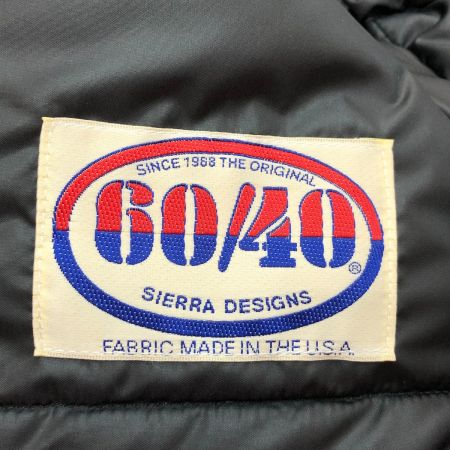 SINCE 1968 THE ORIGINAL
60/40®
SIERRA DESIGNS
FABRIC MADE IN THE U.S.A.